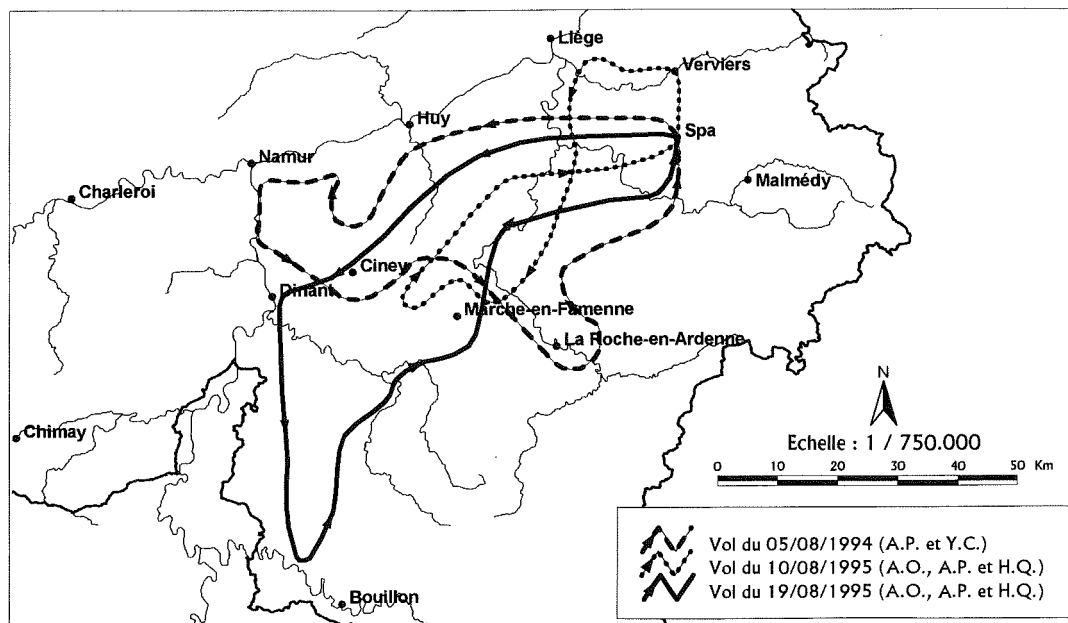 Liége
Verviers
Huy
Spa
Namur
Malmédy
Charleroi
Ciney
Dinant
Marche-en-Famenne
La Roche-en-Ardenne
N
Chimay
Echelle : 1 / 750.000
0 10 20 30 40 50 Km
Vol du 05/08/1994 (A.P. et Y.C.)
Vol du 10/08/1995 (A.O., A.P. et H.Q.)
Vol du 19/08/1995 (A.O., A.P. et H.Q.)
Bouillon